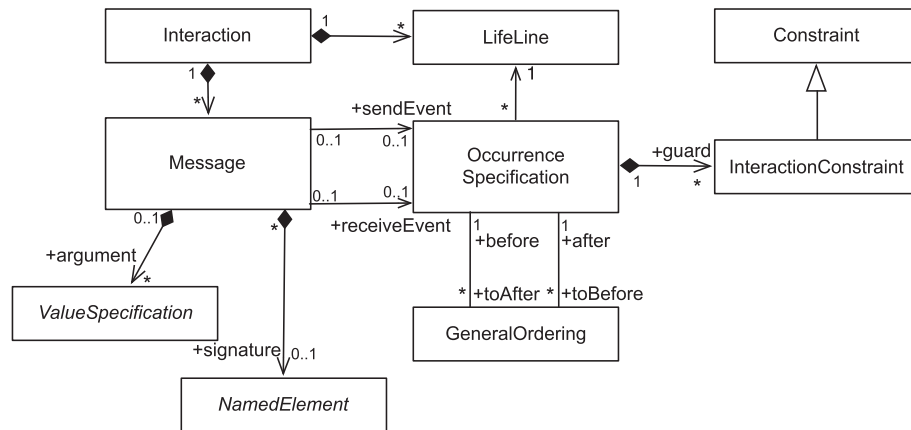 Interaction
1
*
LifeLine
Constraint
1
*
1
*
+sendEvent
0..1
0..1
Message
Occurrence
Specification
+guard
1
*
InteractionConstraint
0..1
0..1
+receiveEvent
0..1
*
1
+before
1
+after
+argument
*
ValueSpecification
* +toAfter
* +toBefore
GeneralOrdering
+signature
0..1
NamedElement